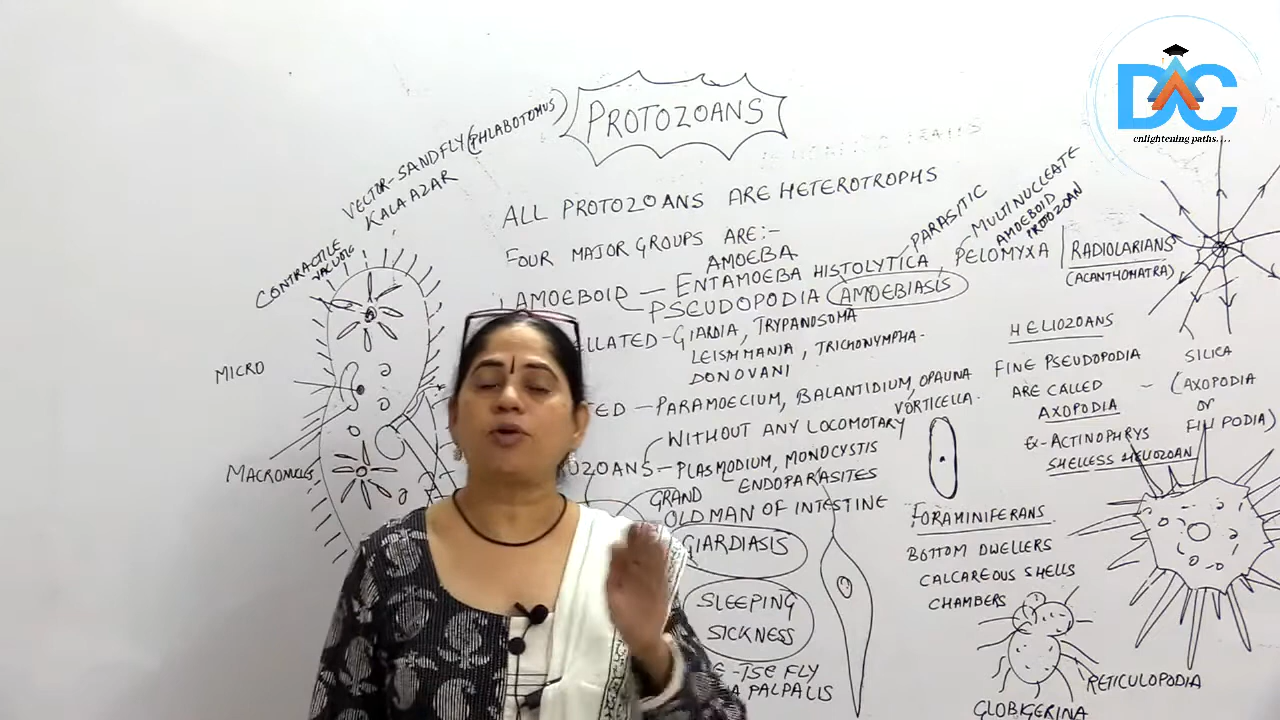 DAC
enlightening paths....
PROTOZOANS
VECTOR-SANDFLY (PHLABOTOMUS)
KALA AZAR
ALL PROTOZOANS ARE HETEROTROPHS
FOUR MAJOR GROUPS ARE:-
AMOEBA
PARASITIC
MULTINUCLEATE
AMOEBOID
PROTOZOAN
AMOEBOID — ENTAMOEBA HISTOLYTICA
PELOMYXA
PSEUDOPODIA AMOEBIASIS
ELLATED-GIARDIA, TRYPANOSOMA
LEISHMANIA, TRICHONYMPHA.
DONOVANI
TED — PARAMOECIUM, BALANTIDIUM, OPALINA
VORTICELLA.
WITHOUT ANY LOCOMOTARY
OZOANS — PLASMODIUM, MONOCYSTIS
ENDOPARASITES
GRAND
OLD MAN OF INTESTINE
GIARDIASIS
SLEEPING
SICKNESS
E-TSE FLY
A PALPALIS
CONTRACTILE
VACUOLE
MICRO
MACRONUCLEUS
RADIOLARIANS
(ACANTHOMATRA)
HELIOZOANS
FINE PSEUDOPODIA
ARE CALLED
AXOPODIA
EX-ACTINOPHRYS
SHELLESS HELIOZOAN
SILICA
(AXOPODIA
OR
FILIPODIA)
FORAMINIFERANS
BOTTOM DWELLERS
CALCAREOUS SHELLS
CHAMBERS
RETICULOPODIA
GLOBIGERINA